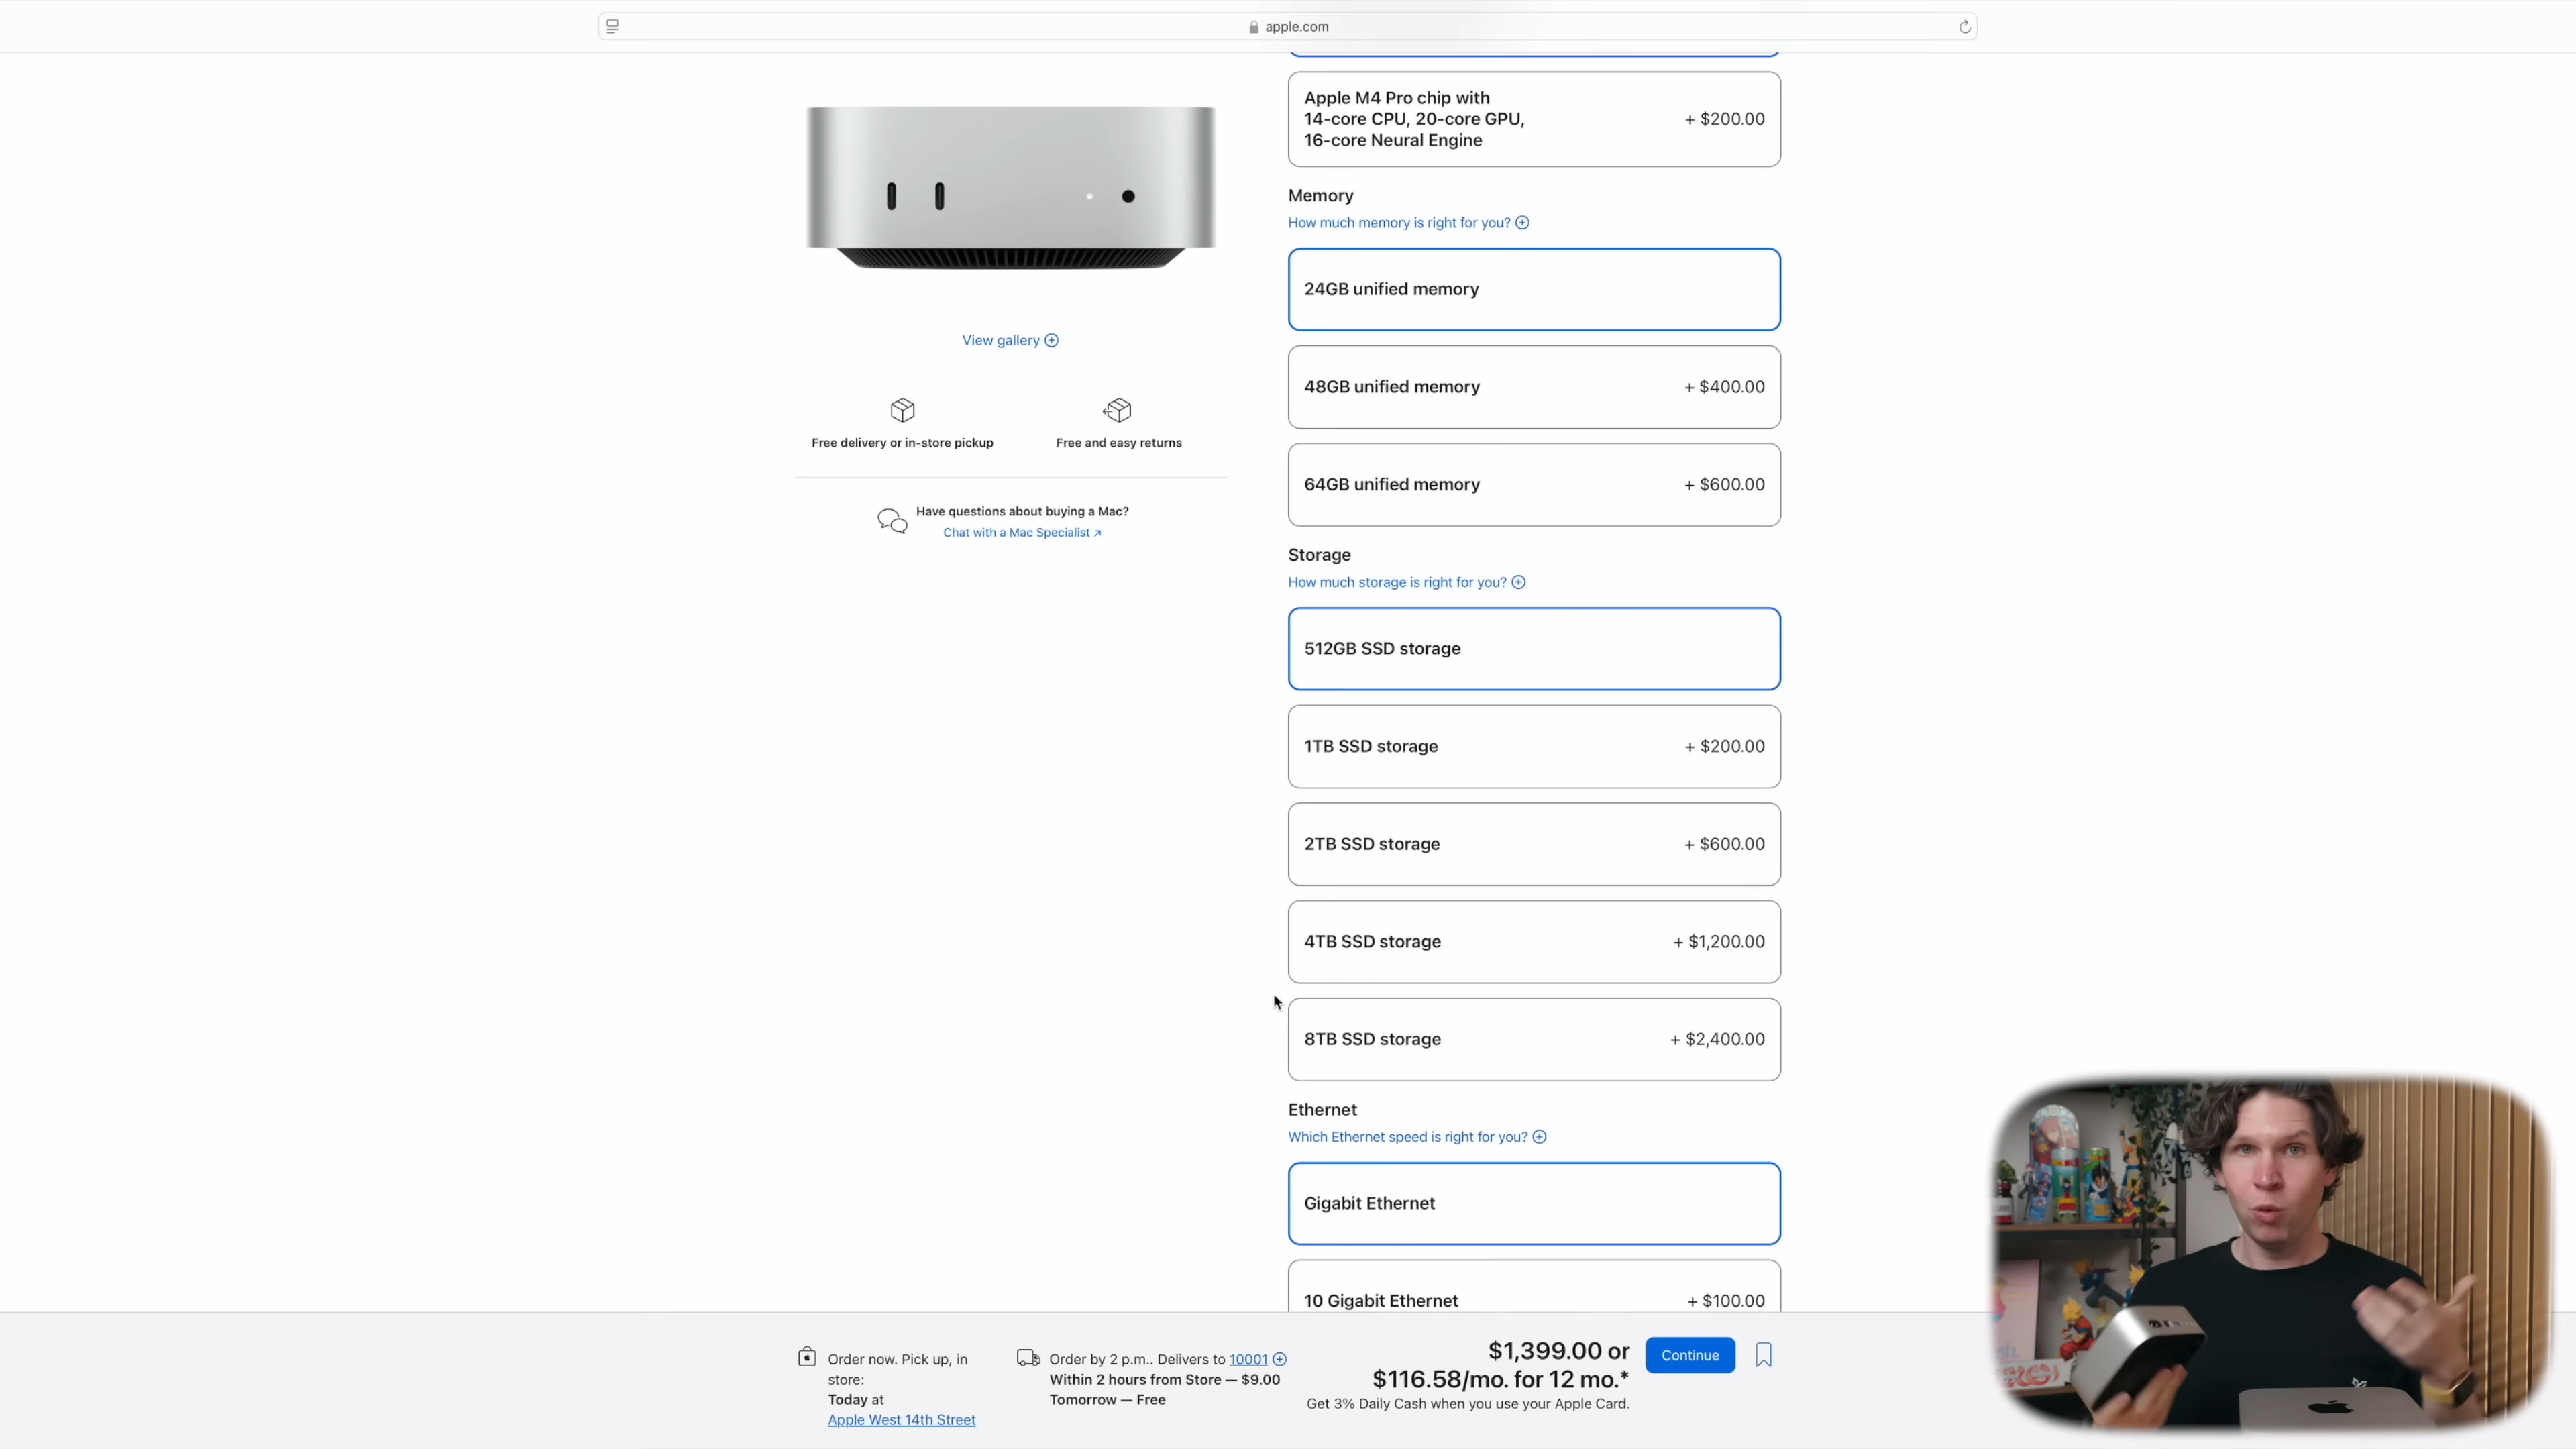 apple.com
Apple M4 Pro chip with
14-core CPU, 20-core GPU,
16-core Neural Engine
+ $200.00
Memory
How much memory is right for you?
24GB unified memory
48GB unified memory
+ $400.00
64GB unified memory
+ $600.00
View gallery
Free delivery or in-store pickup
Free and easy returns
Have questions about buying a Mac?
Chat with a Mac Specialist ↗
Storage
How much storage is right for you?
512GB SSD storage
1TB SSD storage
+ $200.00
2TB SSD storage
+ $600.00
4TB SSD storage
+ $1,200.00
8TB SSD storage
+ $2,400.00
Ethernet
Which Ethernet speed is right for you?
Gigabit Ethernet
10 Gigabit Ethernet
+ $100.00
Order now. Pick up, in
store:
Today at
Apple West 14th Street
Order by 2 p.m.. Delivers to 10001
Within 2 hours from Store — $9.00
Tomorrow — Free
$1,399.00 or
$116.58/mo. for 12 mo.*
Get 3% Daily Cash when you use your Apple Card.
Continue